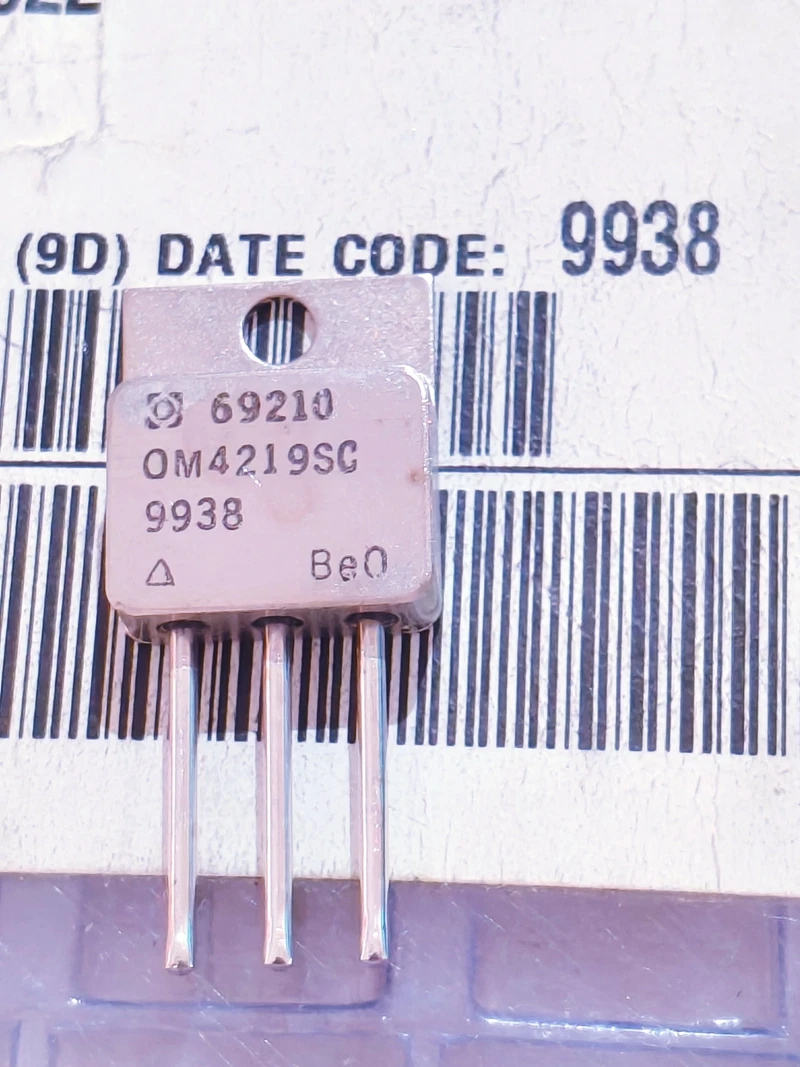 (9D) DATE CODE: 9938
69210
OM4219SC
9938
△ BeO